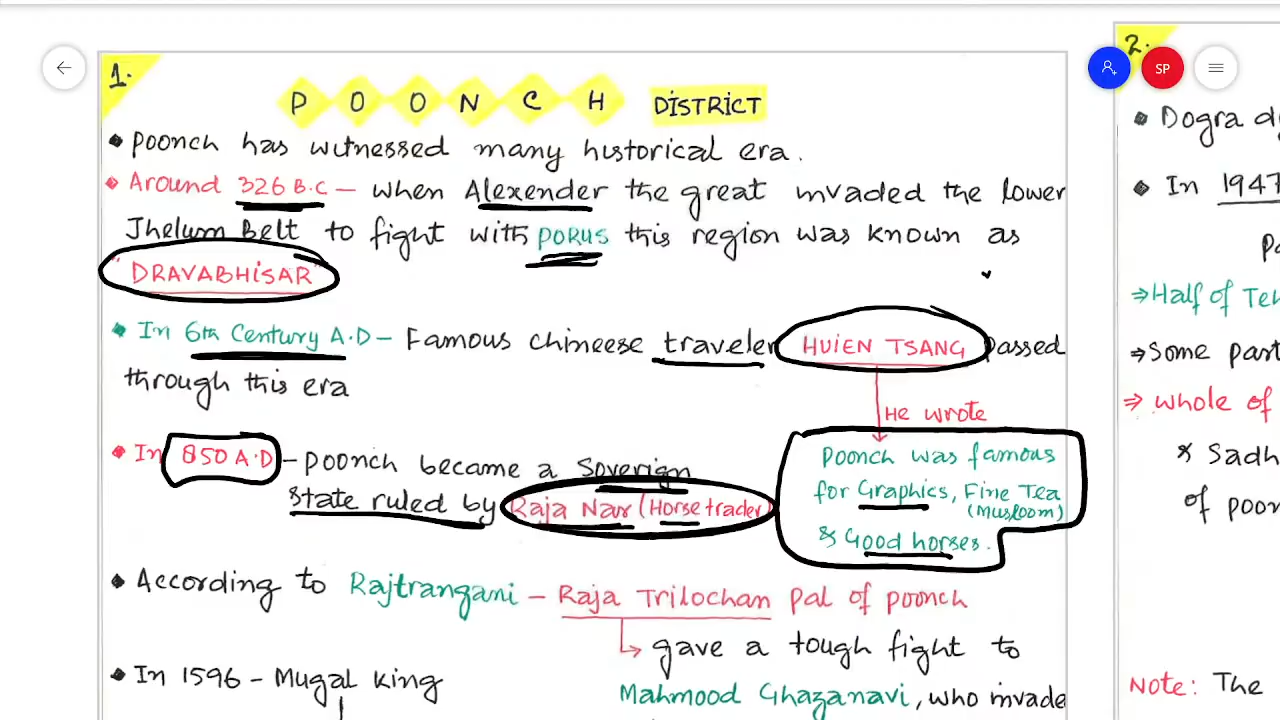 1.
POONCH DISTRICT
Poonch has witnessed many historical era.
Around 326 B.C – when Alexender the great invaded the lower
Jhelum Belt to fight with PORUS this region was known as
"DRAVABHISAR"
In 6th Century A.D – Famous chineese traveler HUIEN TSANG passed
through this era
He wrote
In 850 A.D – Poonch became a Soverign
state ruled by Raja Nar (Horse trader)
Poonch was famous
for Graphics, Fine Tea
(Musloom)
& Good horses.
According to Rajtrangani – Raja Trilochan pal of poonch
gave a tough fight to
Mahmood Ghazanavi, who invade
In 1596 – Mugal king
2.
SP
Dogra
In 1947
Half of
Some part
whole of
& Sadh
of poon
Note: The